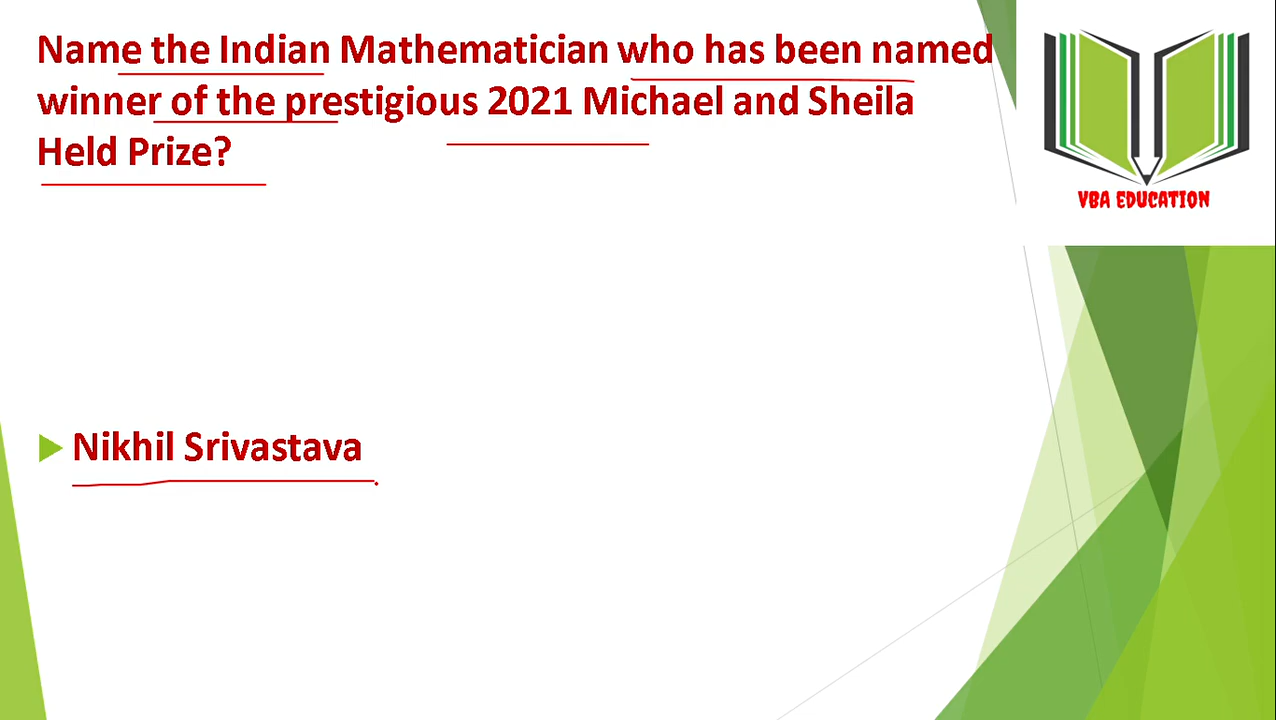 Name the Indian Mathematician who has been named
winner of the prestigious 2021 Michael and Sheila
Held Prize?
VBA EDUCATION
Nikhil Srivastava